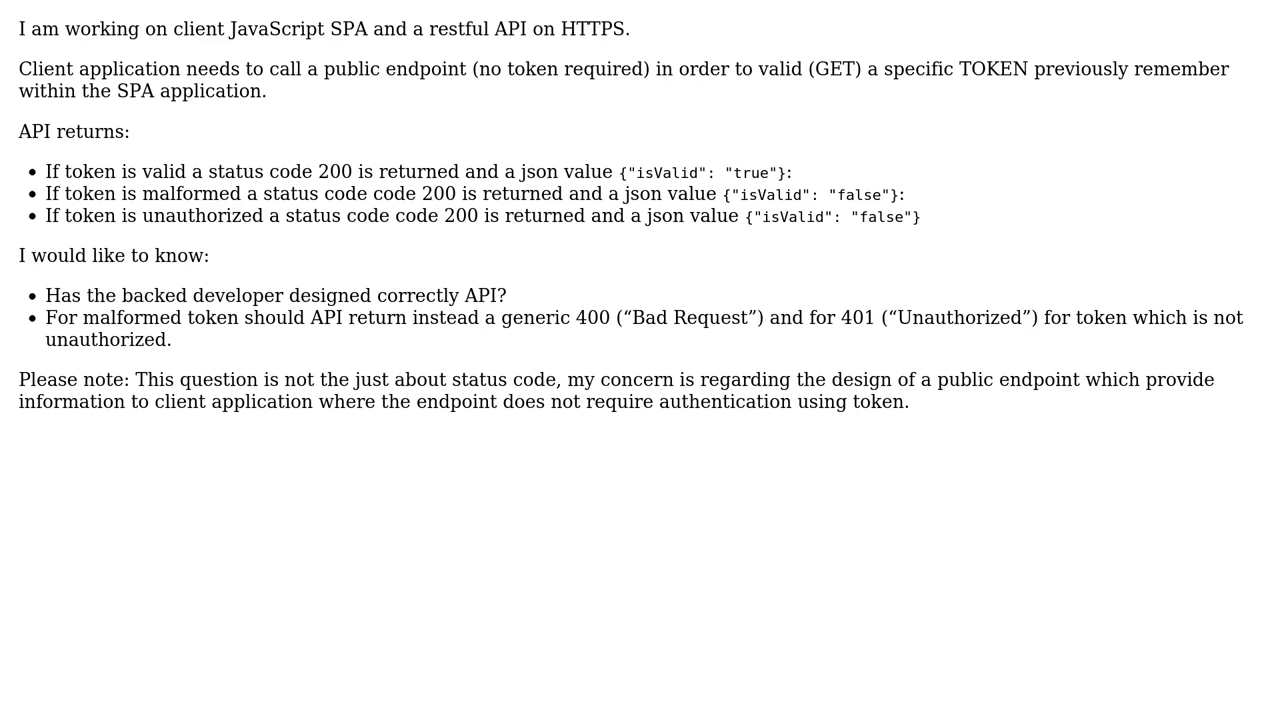 I am working on client JavaScript SPA and a restful API on HTTPS.
Client application needs to call a public endpoint (no token required) in order to valid (GET) a specific TOKEN previously remember
within the SPA application.
API returns:
• If token is valid a status code 200 is returned and a json value {"isValid": "true"}:
• If token is malformed a status code code 200 is returned and a json value {"isValid": "false"}:
• If token is unauthorized a status code code 200 is returned and a json value {"isValid": "false"}
I would like to know:
• Has the backed developer designed correctly API?
• For malformed token should API return instead a generic 400 (“Bad Request”) and for 401 (“Unauthorized”) for token which is not
unauthorized.
Please note: This question is not the just about status code, my concern is regarding the design of a public endpoint which provide
information to client application where the endpoint does not require authentication using token.